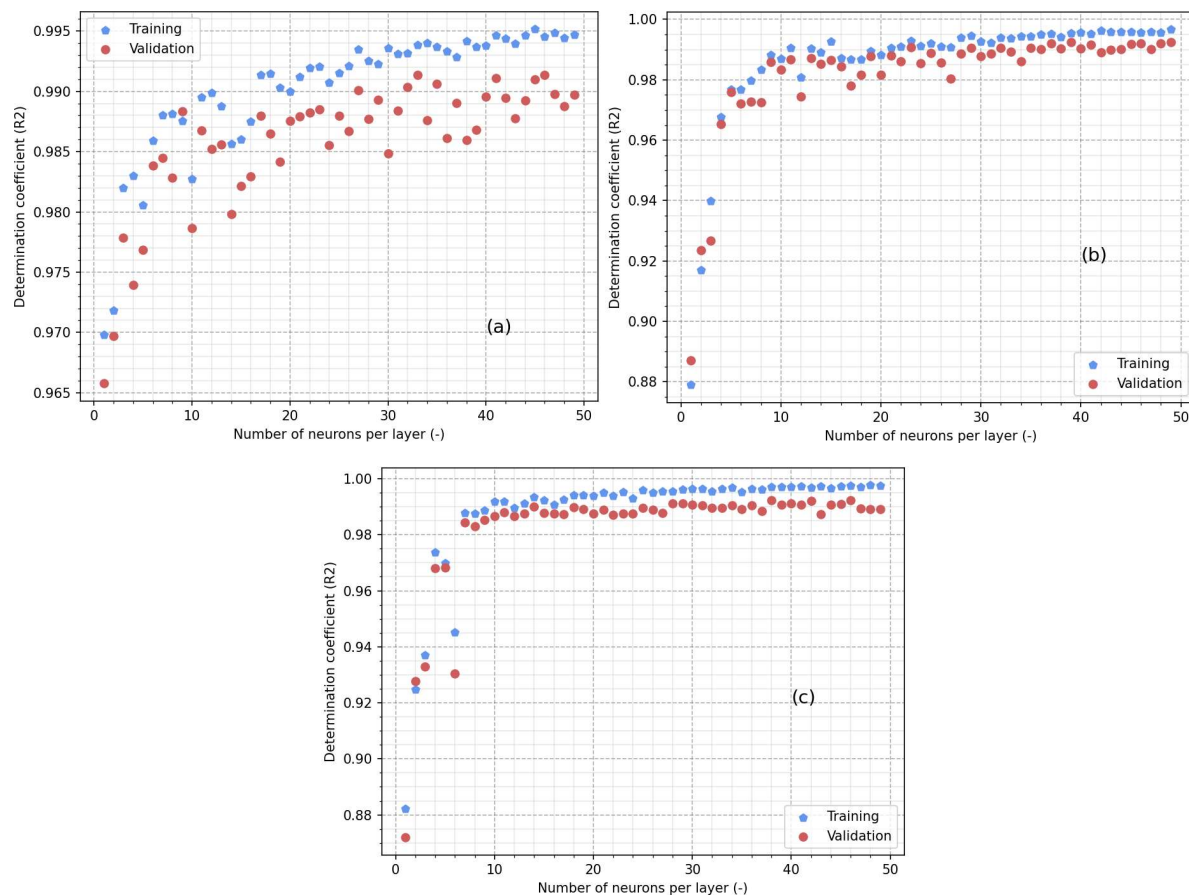 Training
Validation
0.995
0.990
0.985
0.980
0.975
0.970
0.965
Determination coefficient (R2)
(a)
0 10 20 30 40 50
Number of neurons per layer (-)
1.00
0.98
0.96
0.94
0.92
0.90
0.88
Determination coefficient (R2)
(b)
Training
Validation
0 10 20 30 40 50
Number of neurons per layer (-)
1.00
0.98
0.96
0.94
0.92
0.90
0.88
Determination coefficient (R2)
(c)
Training
Validation
0 10 20 30 40 50
Number of neurons per layer (-)